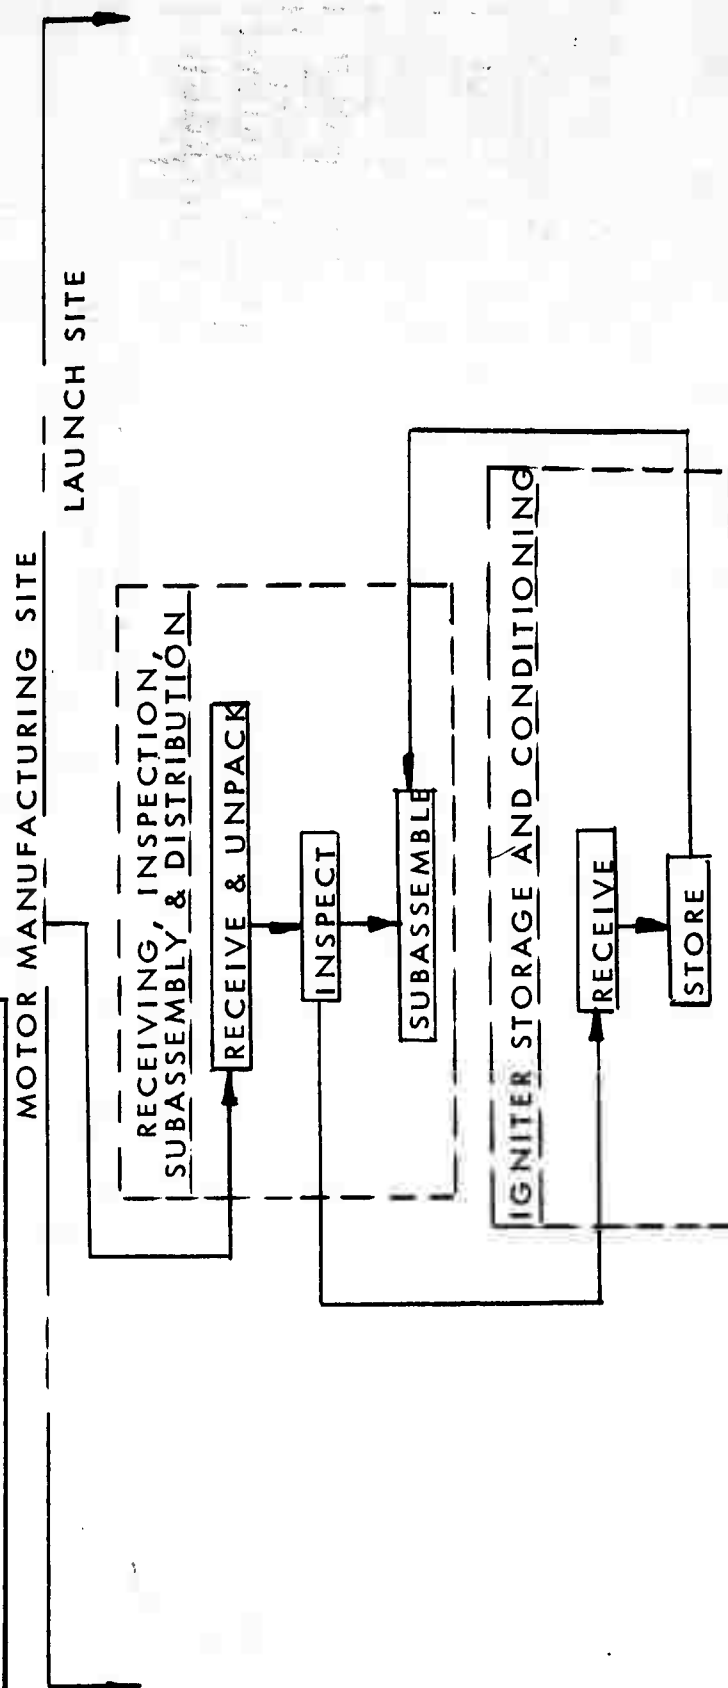 MOTOR MANUFACTURING SITE
LAUNCH SITE
RECEIVING, INSPECTION,
SUBASSEMBLY, & DISTRIBUTION
RECEIVE & UNPACK
INSPECT
SUBASSEMBLE
IGNITER STORAGE AND CONDITIONING
RECEIVE
STORE